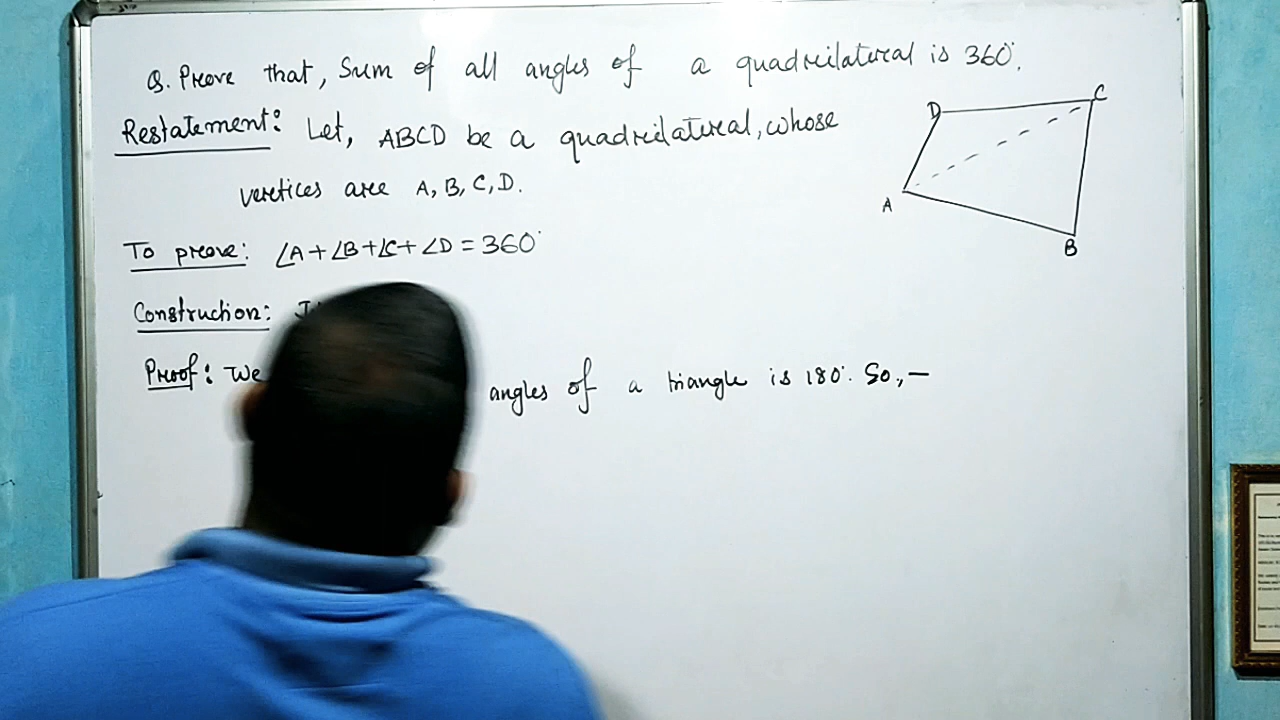 Q. Prove that, Sum of all angles of a quadrilateral is 360°.
Restatement: Let, ABCD be a quadrilateral, whose
vertices are A, B, C, D.
To prove: ∠A+∠B+∠C+∠D=360°
Construction:
Proof: We angles of a triangle is 180°. So,—
D
C
A
B